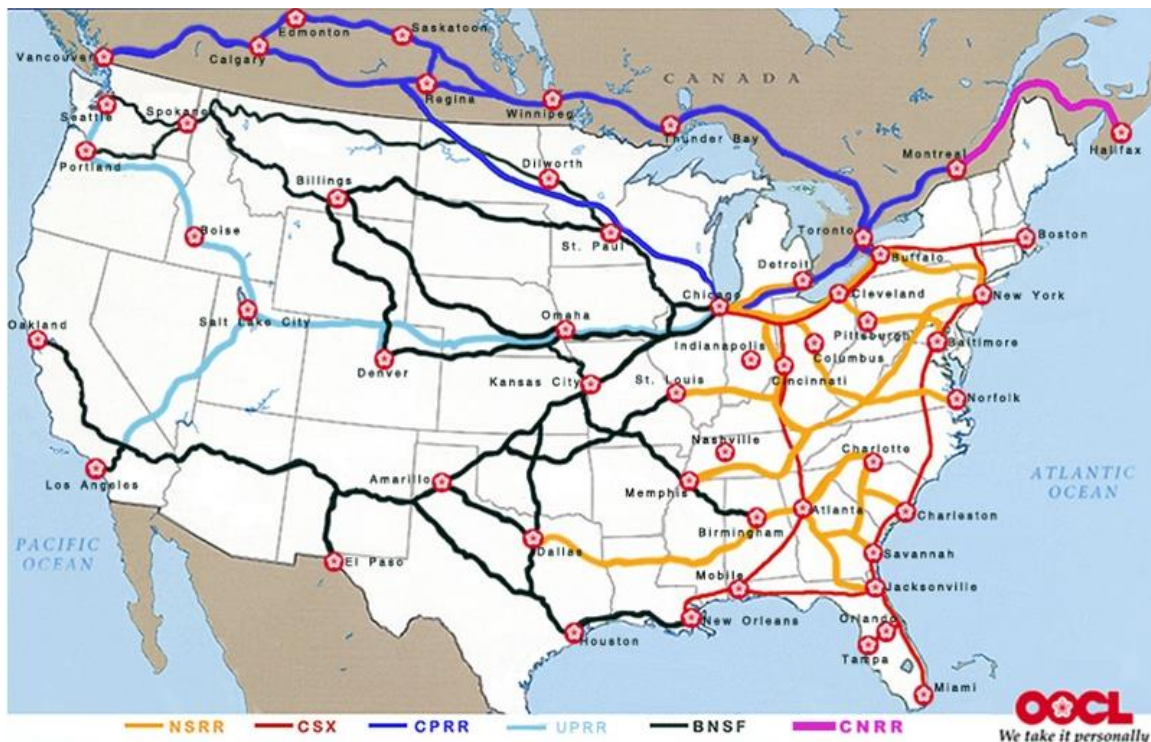 Edmonton
Saskatoon
Vancouver
Calgary
CANADA
Regina
Winnipeg
Seattle
Spokane
Thunder Bay
Halifax
Portland
Dilworth
Montreal
Billings
Boise
St. Paul
Toronto
Boston
Buffalo
Detroit
Chicago
Cleveland
New York
Oakland
Salt Lake City
Omaha
Pittsburgh
Baltimore
Indianapolis
Columbus
Denver
Kansas City
St. Louis
Cincinnati
Norfolk
Nashville
Charlotte
Los Angeles
Amarillo
Memphis
ATLANTIC
OCEAN
Atlanta
Charleston
Birmingham
PACIFIC
OCEAN
Dallas
Savannah
El Paso
Mobile
Jacksonville
New Orleans
Orlando
Houston
Tampa
Miami
OOCL
We take it personally
NSRR
CSX
CPRR
UPRR
BNSF
CNRR